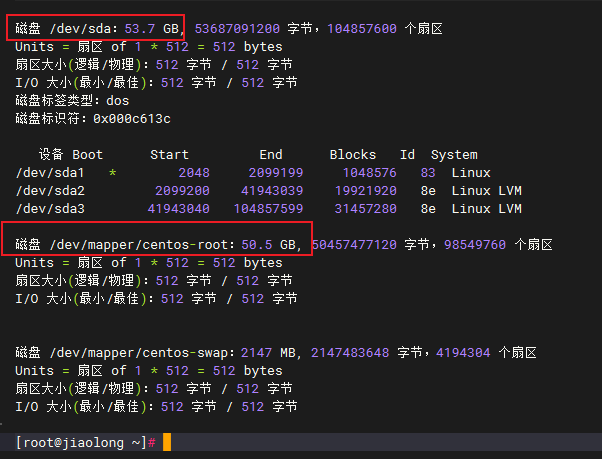 磁盘 /dev/sda：53.7 GB, 53687091200 字节，104857600 个扇区
Units = 扇区 of 1 * 512 = 512 bytes
扇区大小(逻辑/物理)：512 字节 / 512 字节
I/O 大小(最小/最佳)：512 字节 / 512 字节
磁盘标签类型：dos
磁盘标识符：0x000c613c
设备 Boot Start End Blocks Id System
/dev/sda1 * 2048 2099199 1048576 83 Linux
/dev/sda2 2099200 41943039 19921920 8e Linux LVM
/dev/sda3 41943040 104857599 31457280 8e Linux LVM
磁盘 /dev/mapper/centos-root：50.5 GB, 50457477120 字节，98549760 个扇区
Units = 扇区 of 1 * 512 = 512 bytes
扇区大小(逻辑/物理)：512 字节 / 512 字节
I/O 大小(最小/最佳)：512 字节 / 512 字节
磁盘 /dev/mapper/centos-swap：2147 MB, 2147483648 字节，4194304 个扇区
Units = 扇区 of 1 * 512 = 512 bytes
扇区大小(逻辑/物理)：512 字节 / 512 字节
I/O 大小(最小/最佳)：512 字节 / 512 字节
[root@jiaolong ~]#